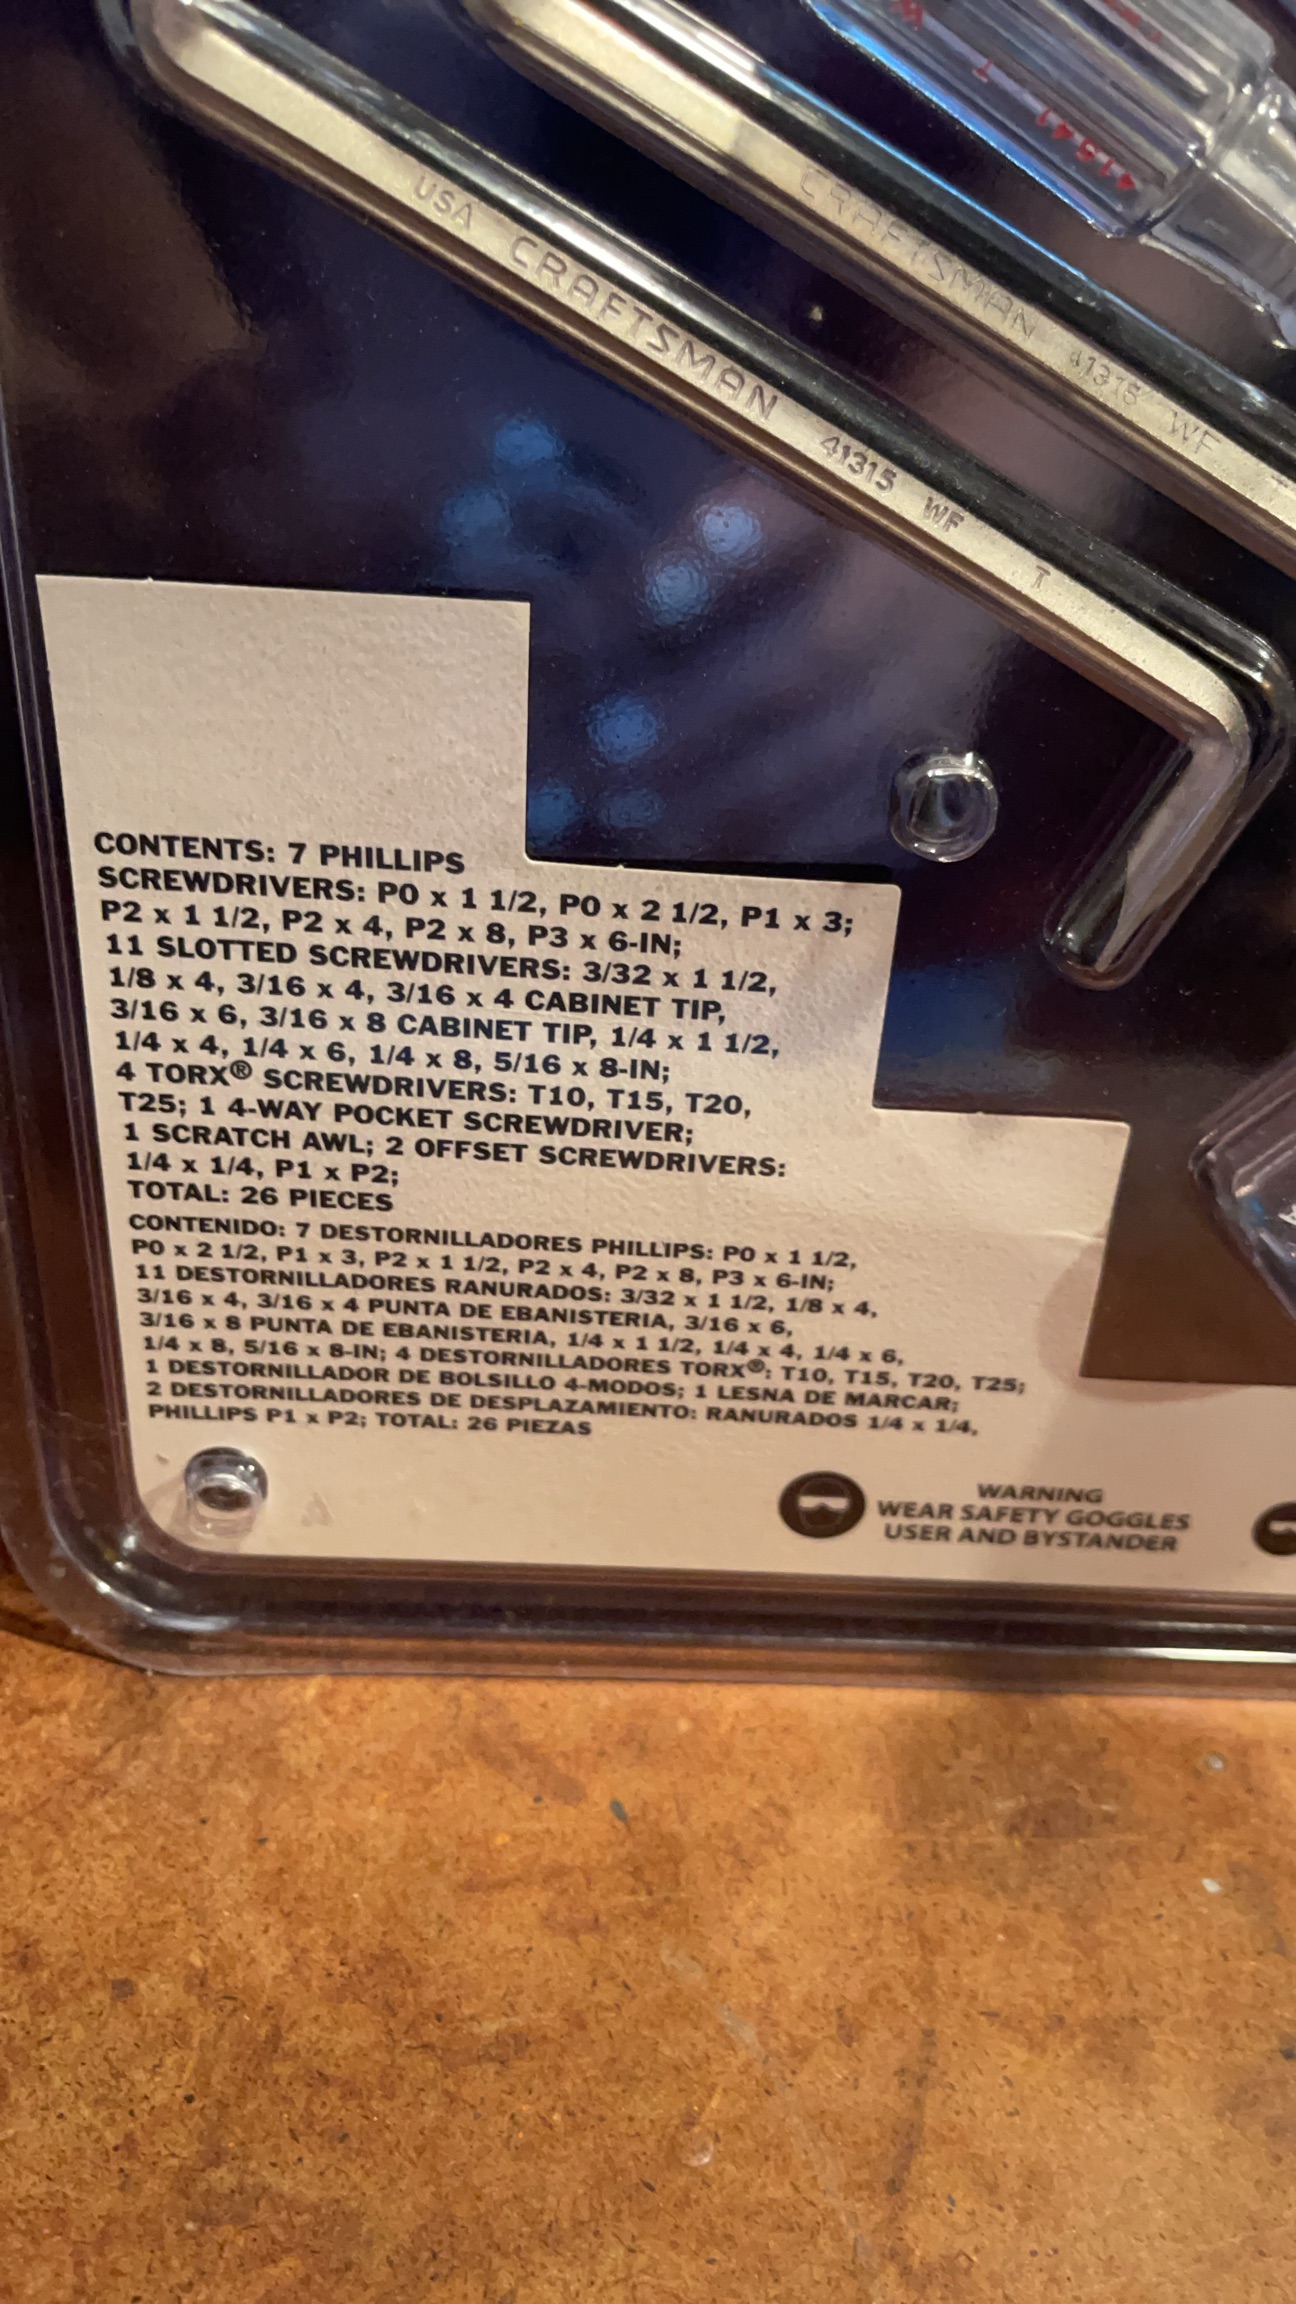 USA CRAFTSMAN 41315 WF T
CRAFTSMAN 41315 WF
41541
CONTENTS: 7 PHILLIPS
SCREWDRIVERS: P0 x 1 1/2, P0 x 2 1/2, P1 x 3;
P2 x 1 1/2, P2 x 4, P2 x 8, P3 x 6-IN;
11 SLOTTED SCREWDRIVERS: 3/32 x 1 1/2,
1/8 x 4, 3/16 x 4, 3/16 x 4 CABINET TIP,
3/16 x 6, 3/16 x 8 CABINET TIP, 1/4 x 1 1/2,
1/4 x 4, 1/4 x 6, 1/4 x 8, 5/16 x 8-IN;
4 TORX® SCREWDRIVERS: T10, T15, T20,
T25; 1 4-WAY POCKET SCREWDRIVER;
1 SCRATCH AWL; 2 OFFSET SCREWDRIVERS:
1/4 x 1/4, P1 x P2;
TOTAL: 26 PIECES
CONTENIDO: 7 DESTORNILLADORES PHILLIPS: P0 x 1 1/2,
P0 x 2 1/2, P1 x 3, P2 x 1 1/2, P2 x 4, P2 x 8, P3 x 6-IN;
11 DESTORNILLADORES RANURADOS: 3/32 x 1 1/2, 1/8 x 4,
3/16 x 4, 3/16 x 4 PUNTA DE EBANISTERIA, 3/16 x 6,
3/16 x 8 PUNTA DE EBANISTERIA, 1/4 x 1 1/2, 1/4 x 4, 1/4 x 6,
1/4 x 8, 5/16 x 8-IN; 4 DESTORNILLADORES TORX®: T10, T15, T20, T25;
1 DESTORNILLADOR DE BOLSILLO 4-MODOS; 1 LESNA DE MARCAR;
2 DESTORNILLADORES DE DESPLAZAMIENTO: RANURADOS 1/4 x 1/4,
PHILLIPS P1 x P2; TOTAL: 26 PIEZAS
WARNING
WEAR SAFETY GOGGLES
USER AND BYSTANDER